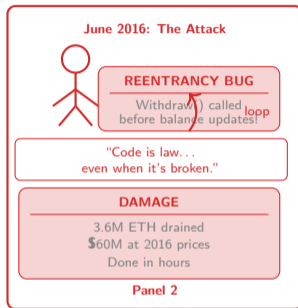 June 2016: The Attack
REENTRANCY BUG
Withdraw() called
before balance updates!
loop
“Code is law...
even when it's broken.”
DAMAGE
3.6M ETH drained
$60M at 2016 prices
Done in hours
Panel 2